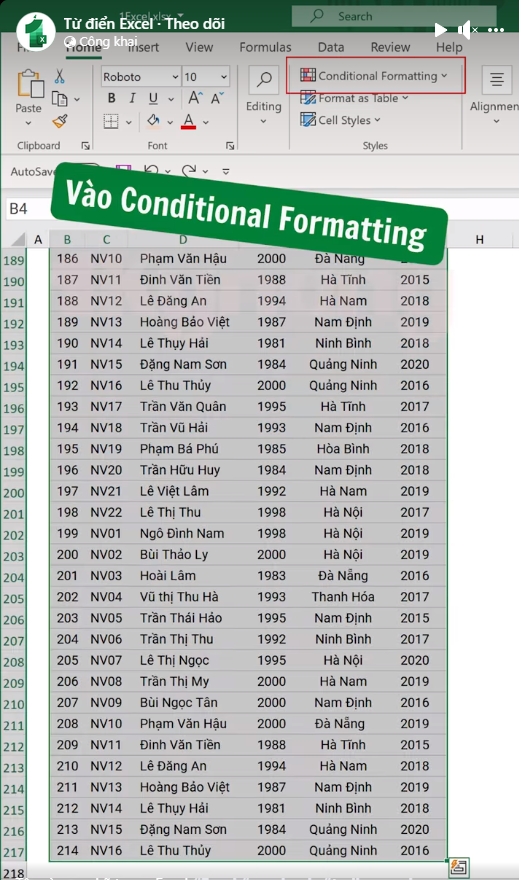 1Excel.xlsx
Search
Từ điển Excel · Theo dõi
Công khai
Home Insert View Formulas Data Review Help
Paste
Clipboard
Roboto 10
B I U A A
A
Font
Editing
Conditional Formatting
Format as Table
Cell Styles
Styles
Alignmen
AutoSave
Vào Conditional Formatting
B4
A B C D H
189 186 NV10 Phạm Văn Hậu 2000 Đà Nẵng
190 187 NV11 Đinh Văn Tiền 1988 Hà Tĩnh 2015
191 188 NV12 Lê Đăng An 1994 Hà Nam 2018
192 189 NV13 Hoàng Bảo Việt 1987 Nam Định 2019
193 190 NV14 Lê Thụy Hải 1981 Ninh Bình 2018
194 191 NV15 Đặng Nam Sơn 1984 Quảng Ninh 2020
195 192 NV16 Lê Thu Thủy 2000 Quảng Ninh 2016
196 193 NV17 Trần Văn Quân 1995 Hà Tĩnh 2017
197 194 NV18 Trần Vũ Hải 1993 Nam Định 2016
198 195 NV19 Phạm Bá Phú 1985 Hòa Bình 2018
199 196 NV20 Trần Hữu Huy 1984 Nam Định 2018
200 197 NV21 Lê Việt Lâm 1992 Hà Nam 2019
201 198 NV22 Lê Thị Thu 1998 Hà Nội 2017
202 199 NV01 Ngô Đình Nam 1998 Hà Nội 2019
203 200 NV02 Bùi Thảo Ly 2000 Hà Nội 2019
204 201 NV03 Hoài Lâm 1983 Đà Nẵng 2016
205 202 NV04 Vũ thị Thu Hà 1993 Thanh Hóa 2017
206 203 NV05 Trần Thái Hảo 1995 Nam Định 2015
207 204 NV06 Trần Thị Thu 1992 Ninh Bình 2017
208 205 NV07 Lê Thị Ngọc 1995 Hà Nội 2020
209 206 NV08 Trần Thị My 2000 Hà Nam 2019
210 207 NV09 Bùi Ngọc Tân 2000 Nam Định 2016
211 208 NV10 Phạm Văn Hậu 2000 Đà Nẵng 2019
212 209 NV11 Đinh Văn Tiền 1988 Hà Tĩnh 2015
213 210 NV12 Lê Đăng An 1994 Hà Nam 2018
214 211 NV13 Hoàng Bảo Việt 1987 Nam Định 2019
215 212 NV14 Lê Thụy Hải 1981 Ninh Bình 2018
216 213 NV15 Đặng Nam Sơn 1984 Quảng Ninh 2020
217 214 NV16 Lê Thu Thủy 2000 Quảng Ninh 2016
218